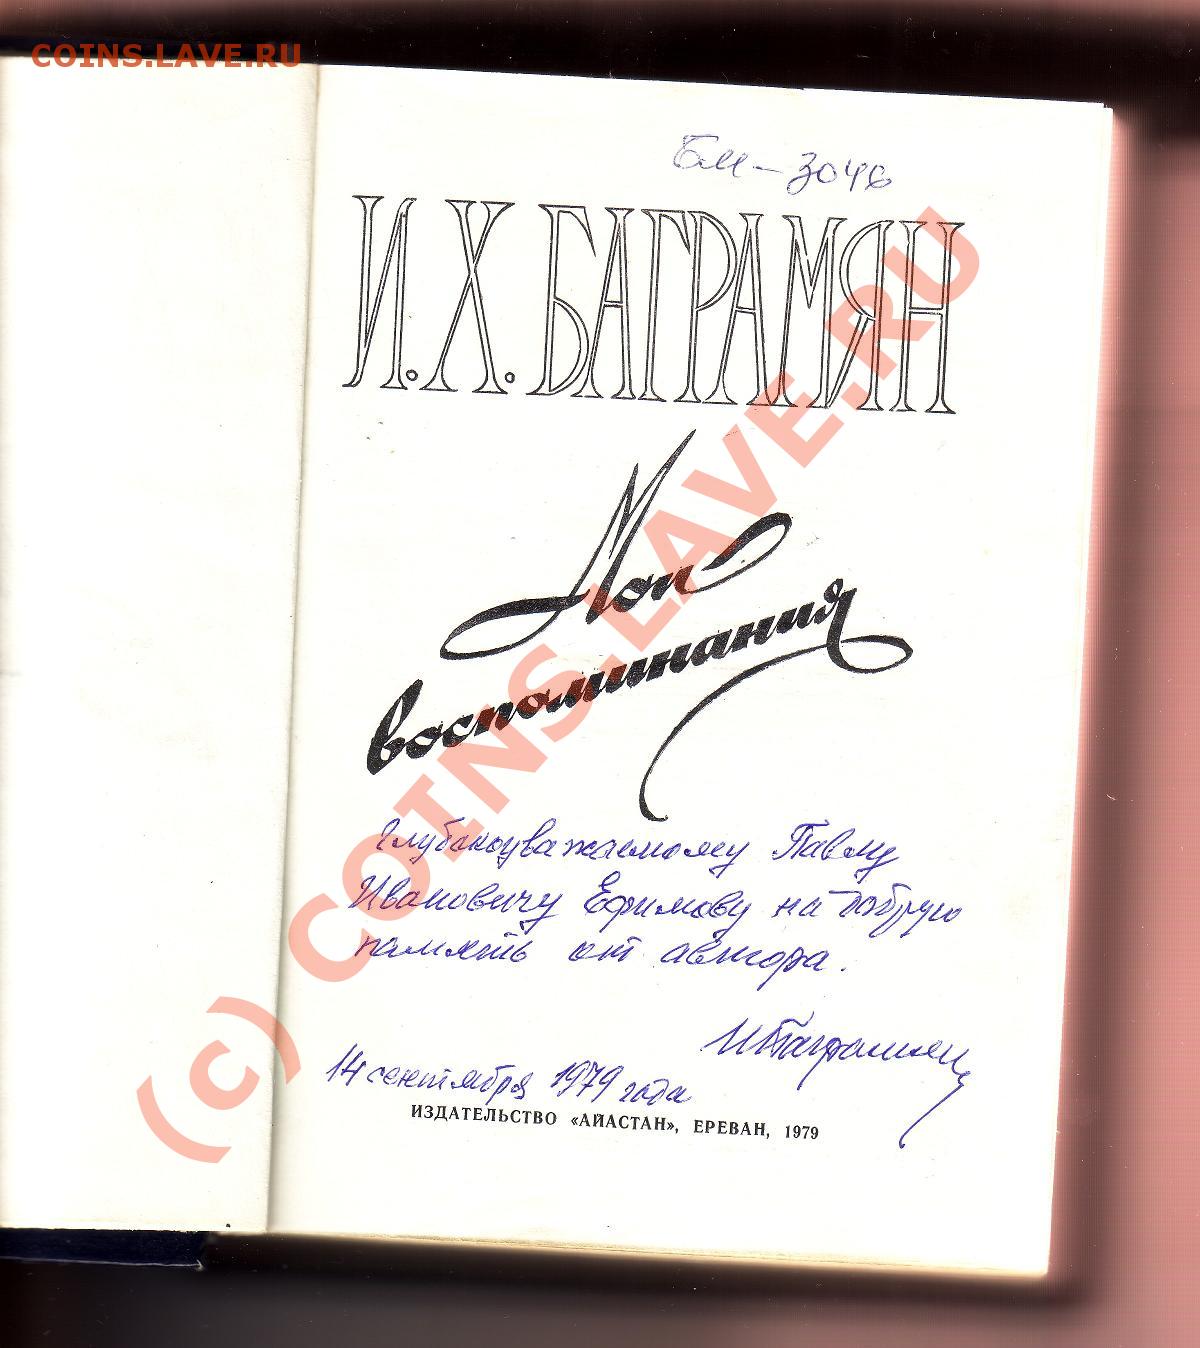 COINS.LAVE.RU
БМ-3046
И. Х. БАГРАМЯН
Мои
воспоминания
Глубокоуважаемому Павлу
Ивановичу Ефимову на добрую
память от автора.
И Баграмян
14 сентября 1979 года
ИЗДАТЕЛЬСТВО «АЙАСТАН», ЕРЕВАН, 1979
(c) COINS.LAVE.RU